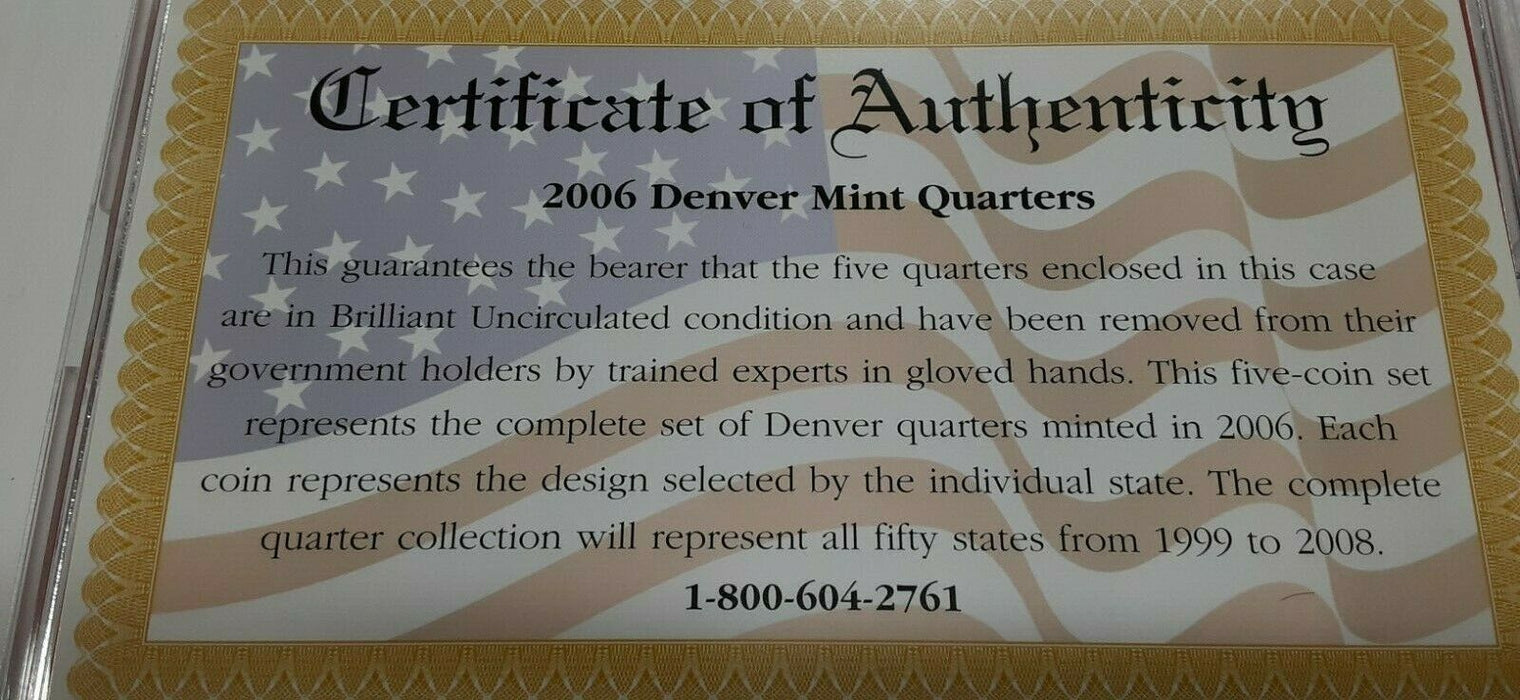 Certificate of Authenticity
2006 Denver Mint Quarters
This guarantees the bearer that the five quarters enclosed in this case
are in Brilliant Uncirculated condition and have been removed from their
government holders by trained experts in gloved hands. This five-coin set
represents the complete set of Denver quarters minted in 2006. Each
coin represents the design selected by the individual state. The complete
quarter collection will represent all fifty states from 1999 to 2008.
1-800-604-2761